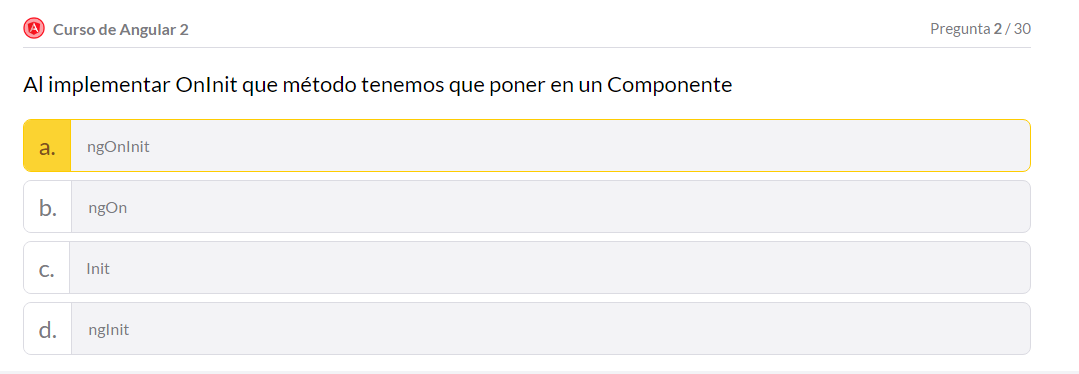 Curso de Angular 2
Pregunta 2 / 30
Al implementar OnInit que método tenemos que poner en un Componente
a. ngOnInit
b. ngOn
c. Init
d. ngInit